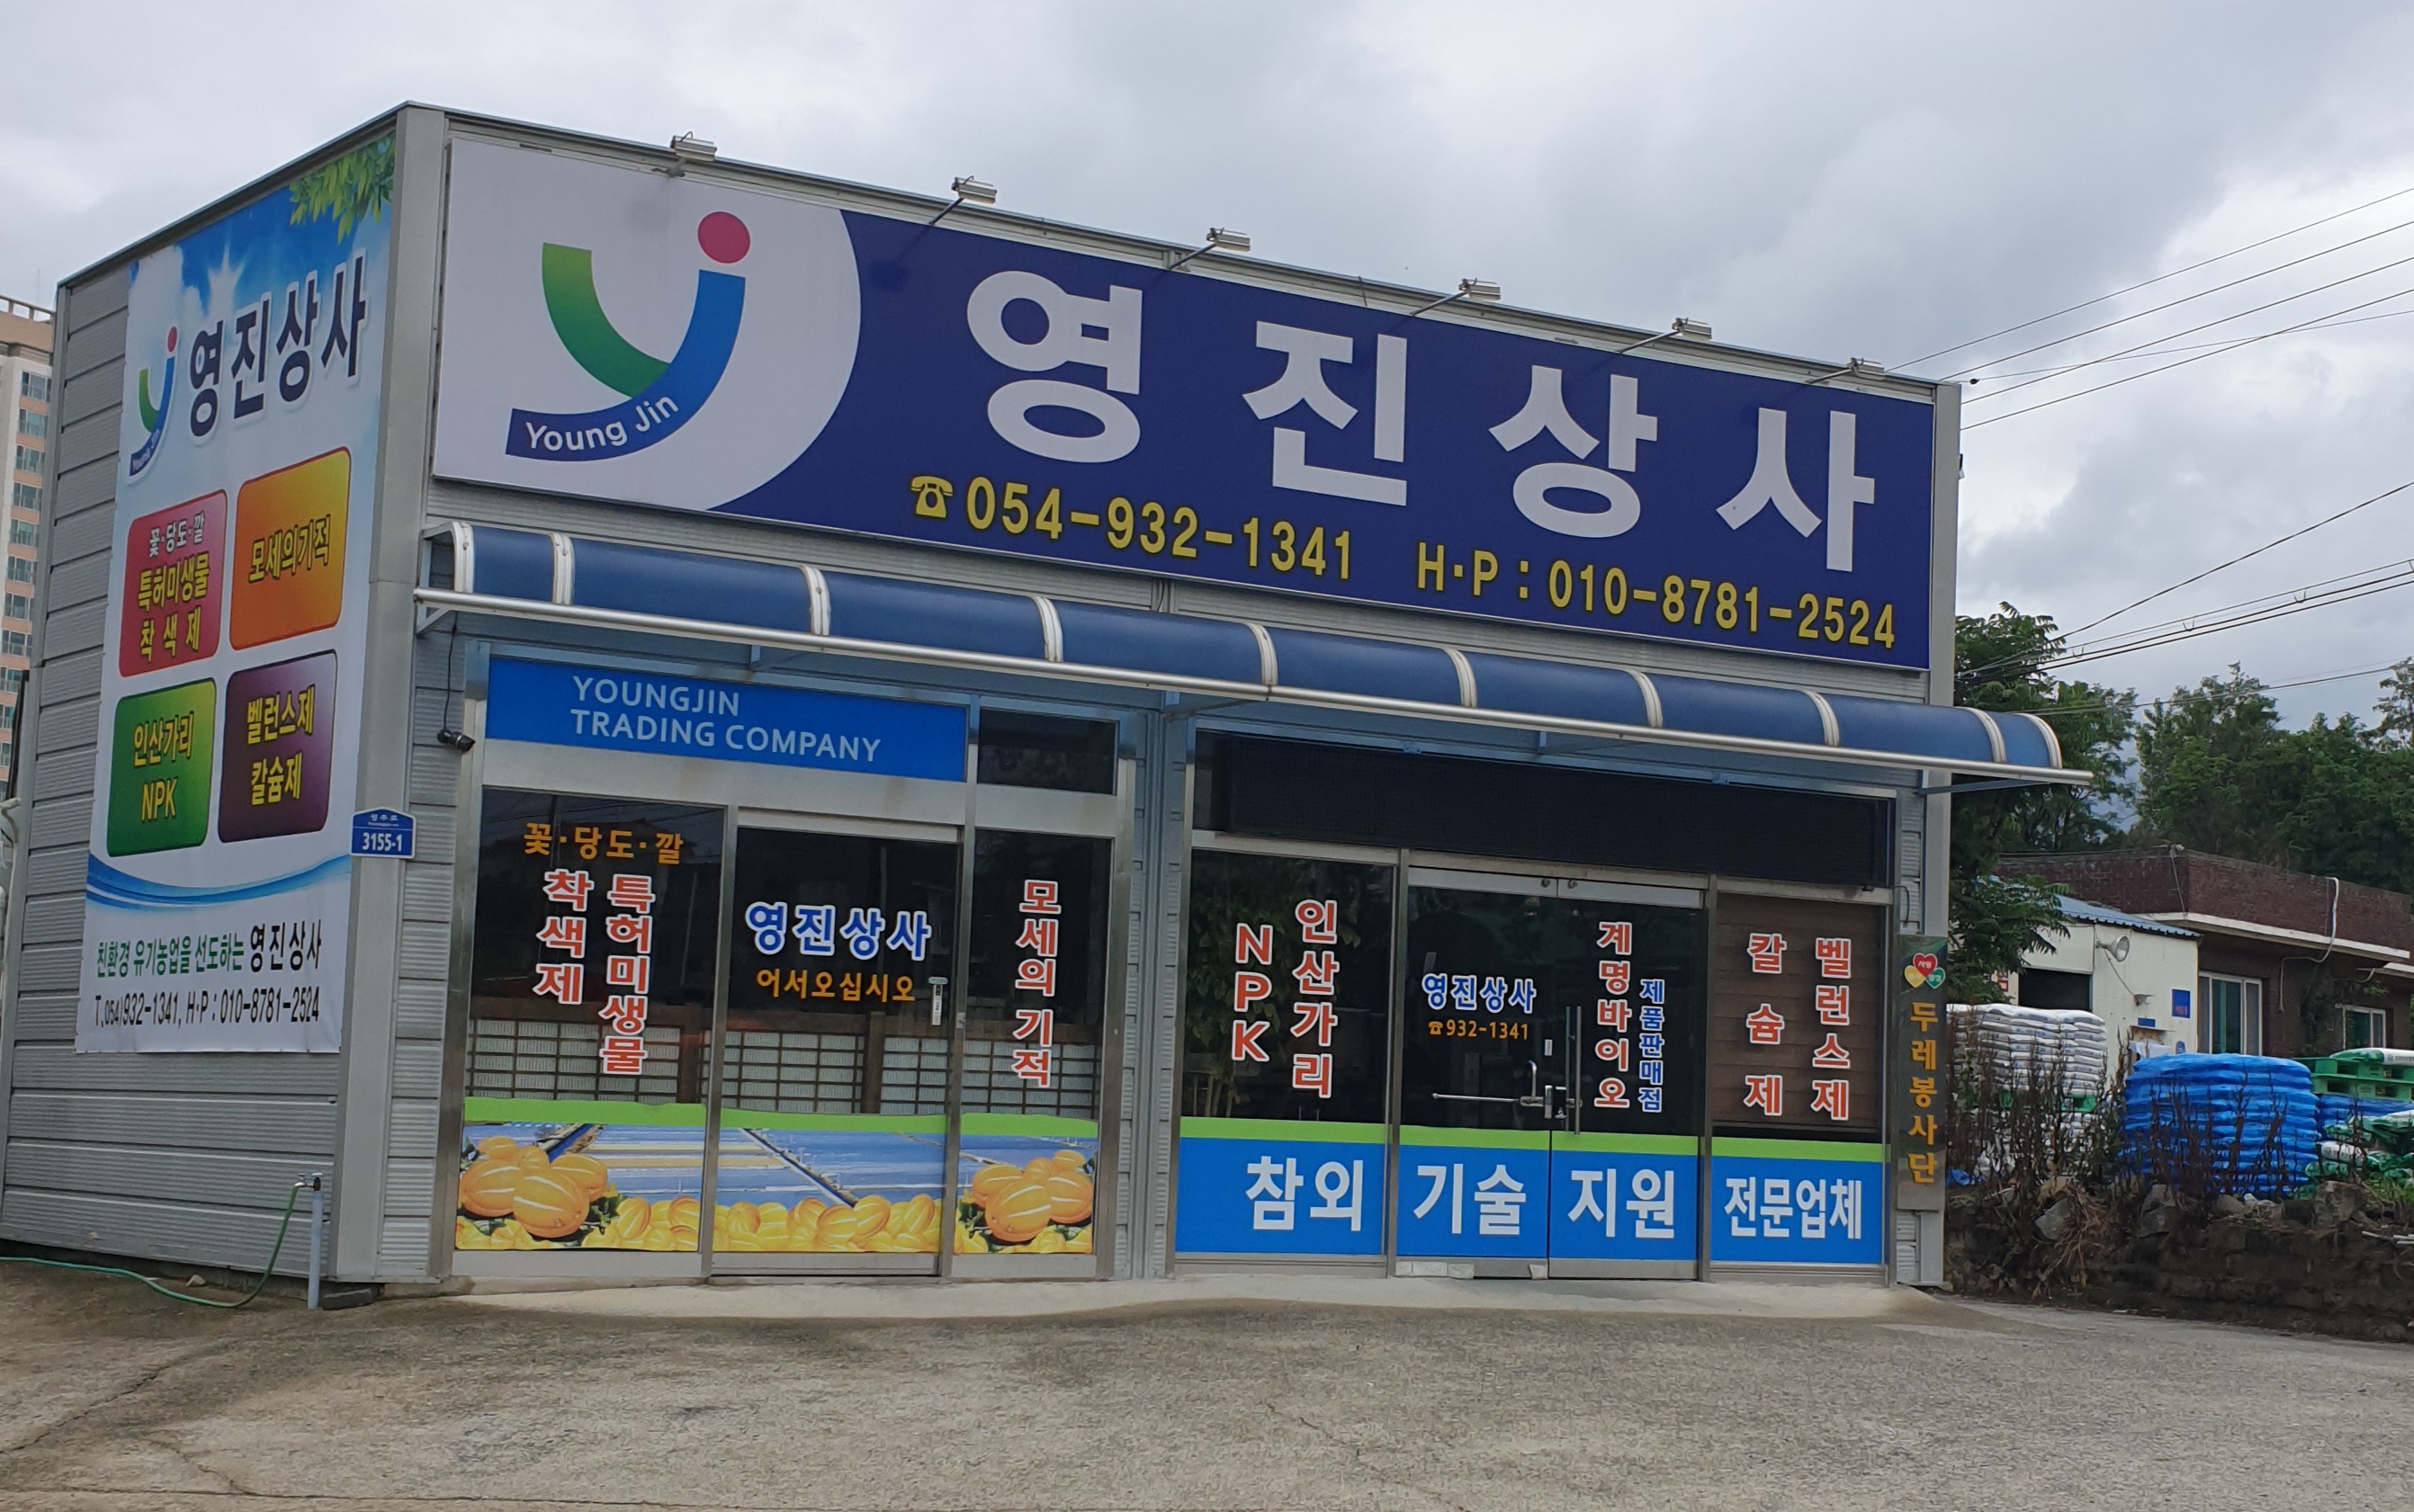 Young Jin
영진상사
☎054-932-1341 H·P : 010-8781-2524
영진상사
꽃·당도·깔
특허미생물
착색제
모세의기적
인산가리
NPK
벨런스제
칼슘제
친환경 유기농업을 선도하는 영진상사
T.054)932-1341, H·P : 010-8781-2524
3155-1
YOUNGJIN
TRADING COMPANY
꽃·당도·깔
착색제
특허미생물
영진상사
어서오십시오
모세의기적
NPK
인산가리
영진상사
☎932-1341
계명바이오
제품판매점
칼슘제
벨런스제
참외 기술 지원 전문업체
두레봉사단